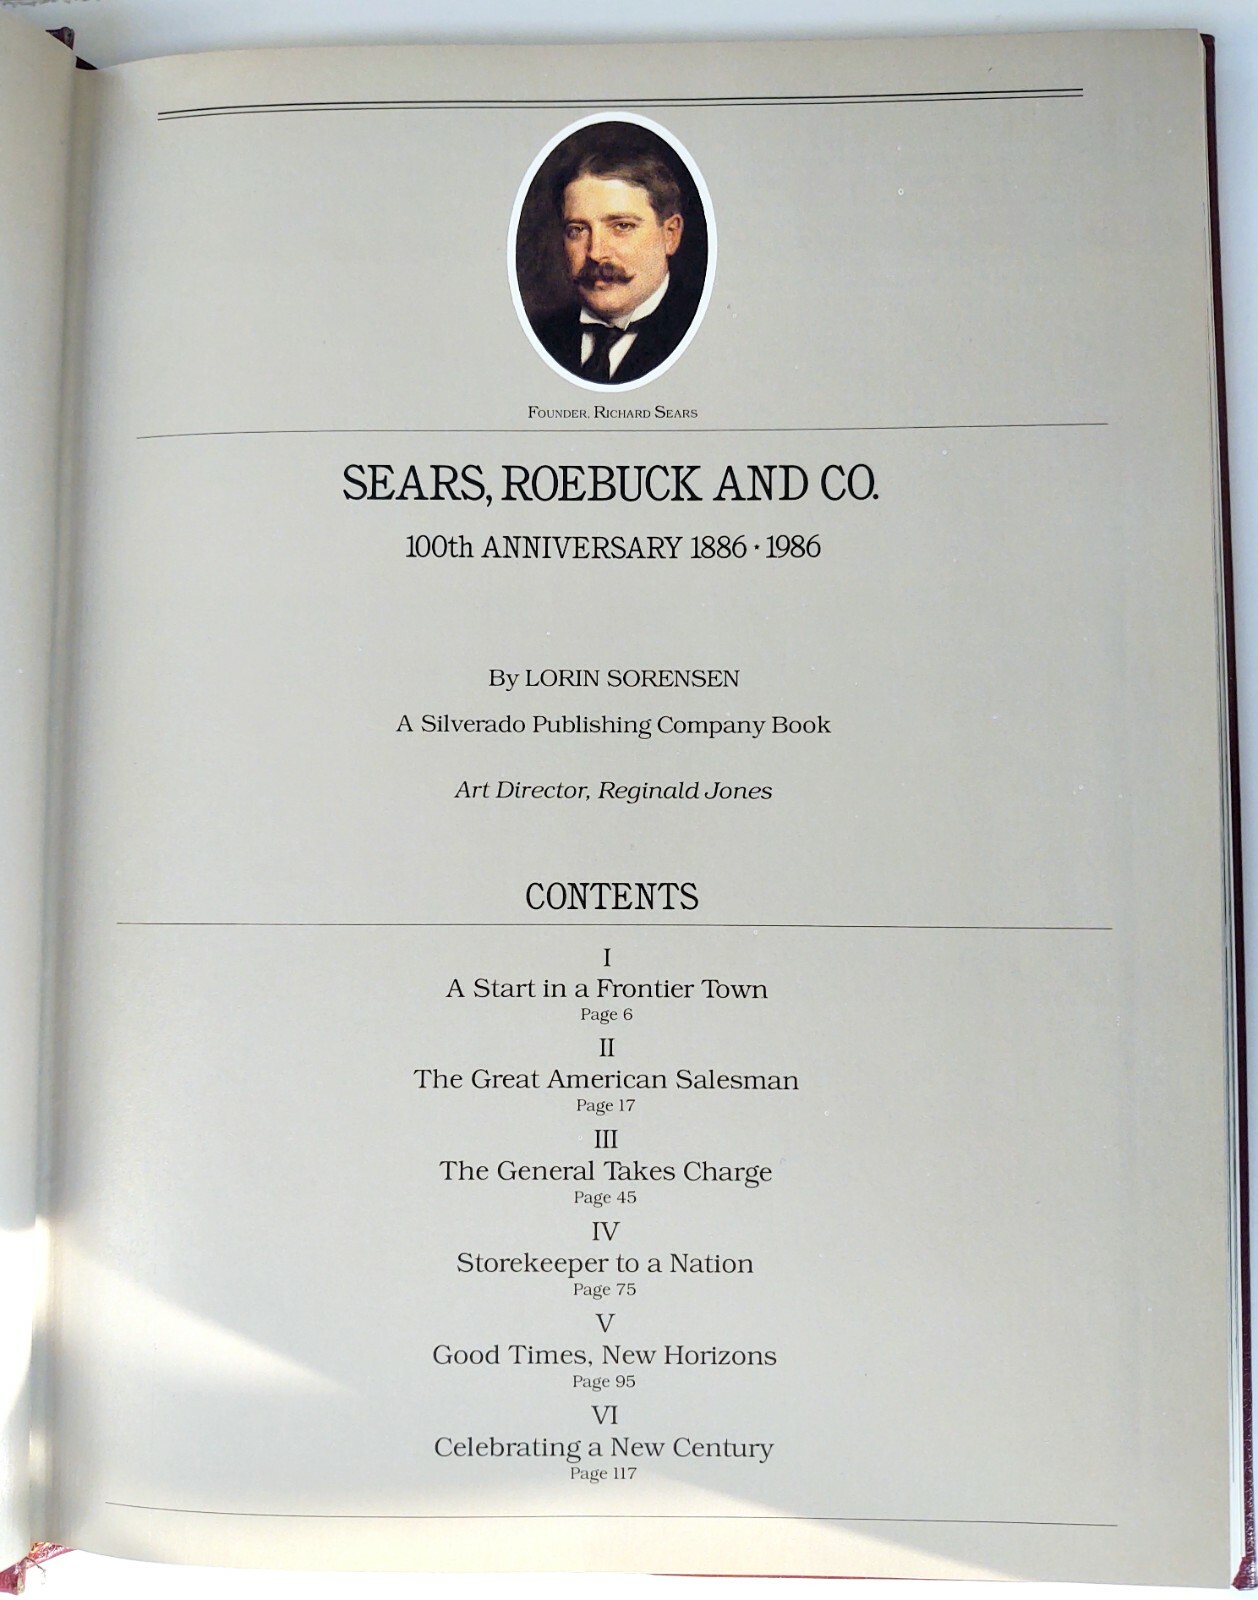 Founder, Richard Sears
SEARS, ROEBUCK AND CO.
100th ANNIVERSARY 1886 ⋆ 1986
By LORIN SORENSEN
A Silverado Publishing Company Book
Art Director, Reginald Jones
CONTENTS
I
A Start in a Frontier Town
Page 6
II
The Great American Salesman
Page 17
III
The General Takes Charge
Page 45
IV
Storekeeper to a Nation
Page 75
V
Good Times, New Horizons
Page 95
VI
Celebrating a New Century
Page 117